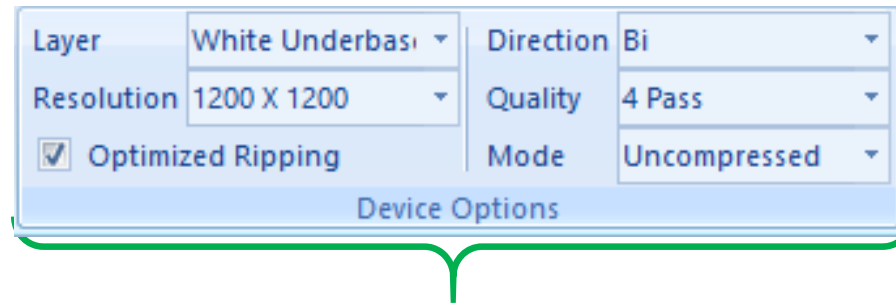 Layer White Underbas Direction Bi
Resolution 1200 X 1200 Quality 4 Pass
Optimized Ripping Mode Uncompressed
Device Options